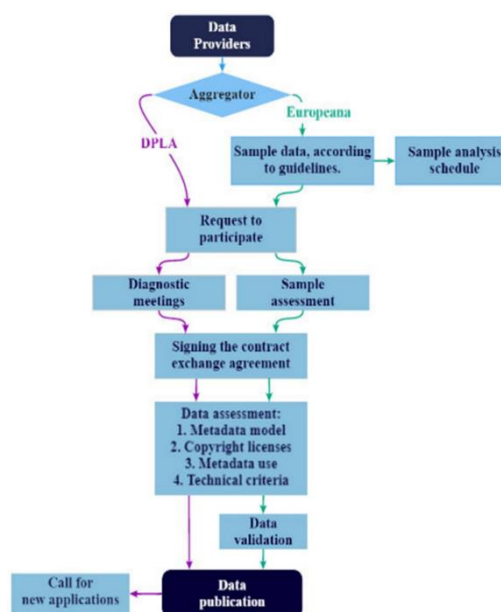 Data
Providers
Aggregator
Europeana
DPLA
Sample data, according
to guidelines.
Sample analysis
schedule
Request to
participate
Diagnostic
meetings
Sample
assessment
Signing the contract
exchange agreement
Data assessment:
1. Metadata model
2. Copyright licenses
3. Metadata use
4. Technical criteria
Data
validation
Call for
new applications
Data
publication